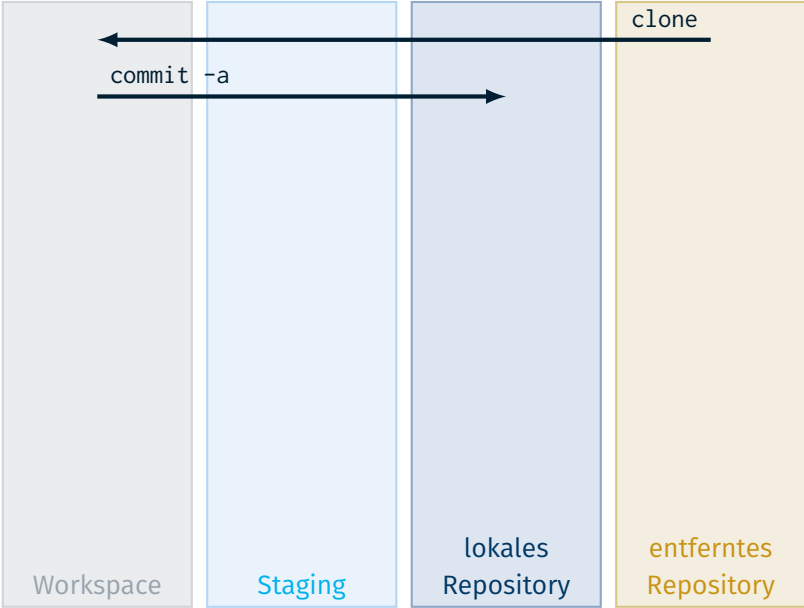 clone
commit -a
Workspace
Staging
lokales
Repository
entferntes
Repository